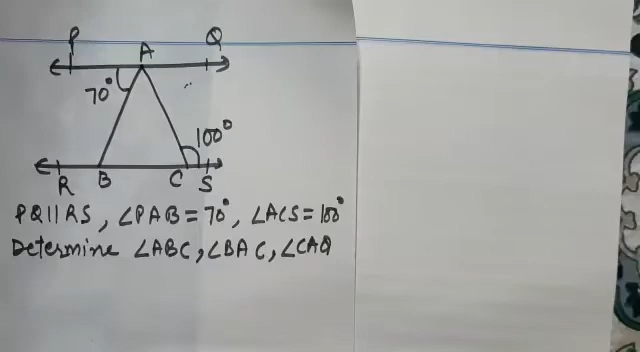 P A Q
70°
100°
R B C S
PQ || RS, ∠PAB = 70°, ∠ACS = 100°
Determine ∠ABC, ∠BAC, ∠CAQ